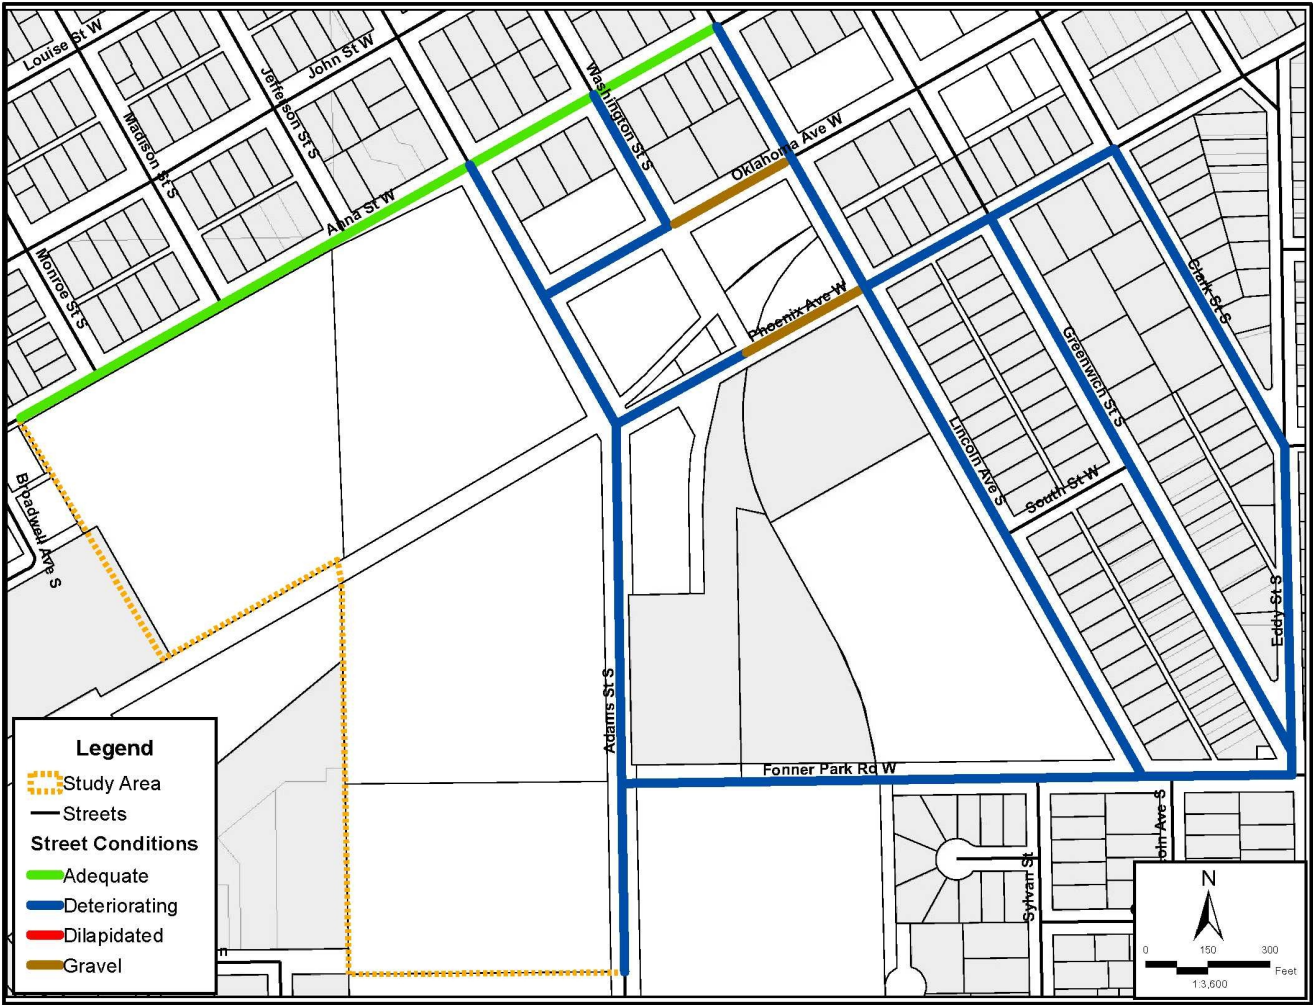 Louise St W
John St W
Madison St S
Jefferson St S
Washington St S
Oklahoma Ave W
Anna St W
Monroe St S
Clark St S
Phoenix Ave W
Greenwich St S
Lincoln Ave S
South St W
Broadwell Ave S
Eddy St S
Adams St S
Fonner Park Rd W
Sylvan St
oln Ave S
n
Legend
Study Area
Streets
Street Conditions
Adequate
Deteriorating
Dilapidated
Gravel
N
0 150 300
Feet
1:3,600